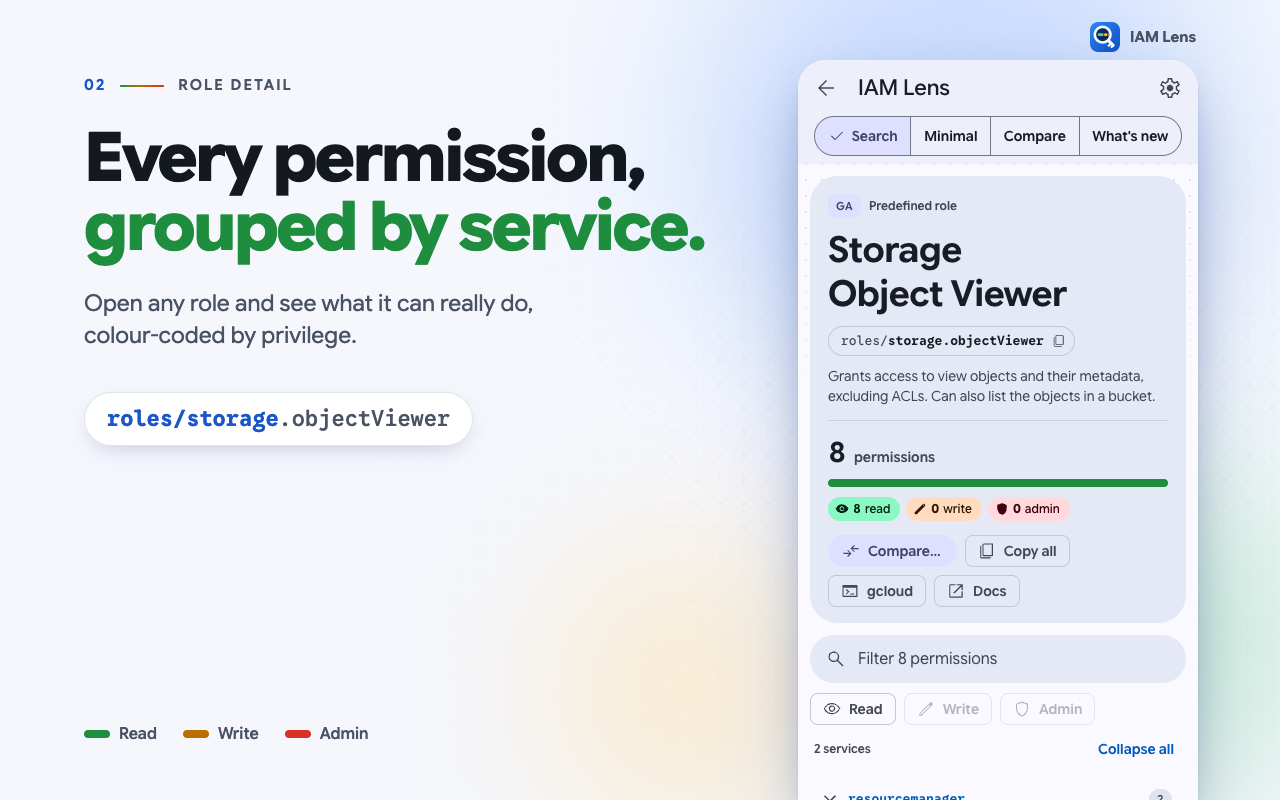 IAM Lens
02 ROLE DETAIL
Every permission,
grouped by service.
Open any role and see what it can really do,
colour-coded by privilege.
roles/storage.objectViewer
Read Write Admin
IAM Lens
Search Minimal Compare What's new
GA Predefined role
Storage
Object Viewer
roles/storage.objectViewer
Grants access to view objects and their metadata,
excluding ACLs. Can also list the objects in a bucket.
8 permissions
8 read 0 write 0 admin
Compare... Copy all
gcloud Docs
Filter 8 permissions
Read Write Admin
2 services Collapse all
resourcemanager 2